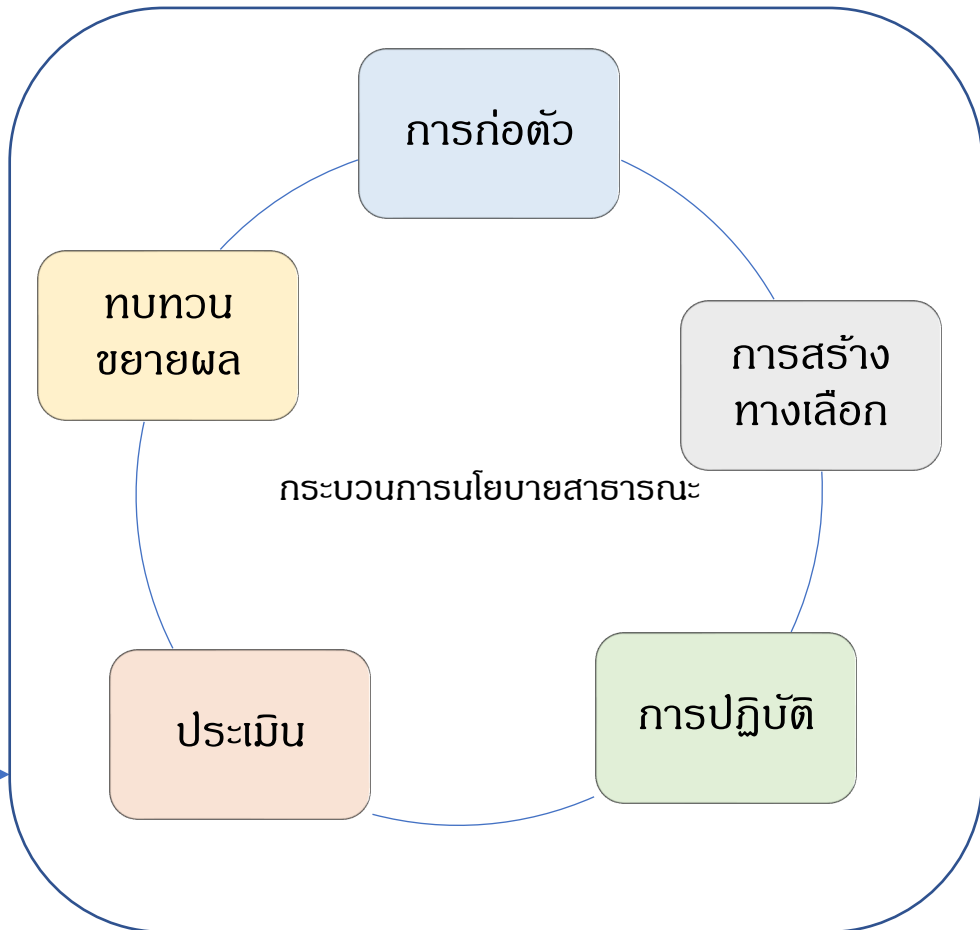 การก่อตัว
ทบทวน
ขยายผล
การสร้าง
ทางเลือก
กระบวนการนโยบายสาธารณะ
ประเมิน
การปฏิบัติ